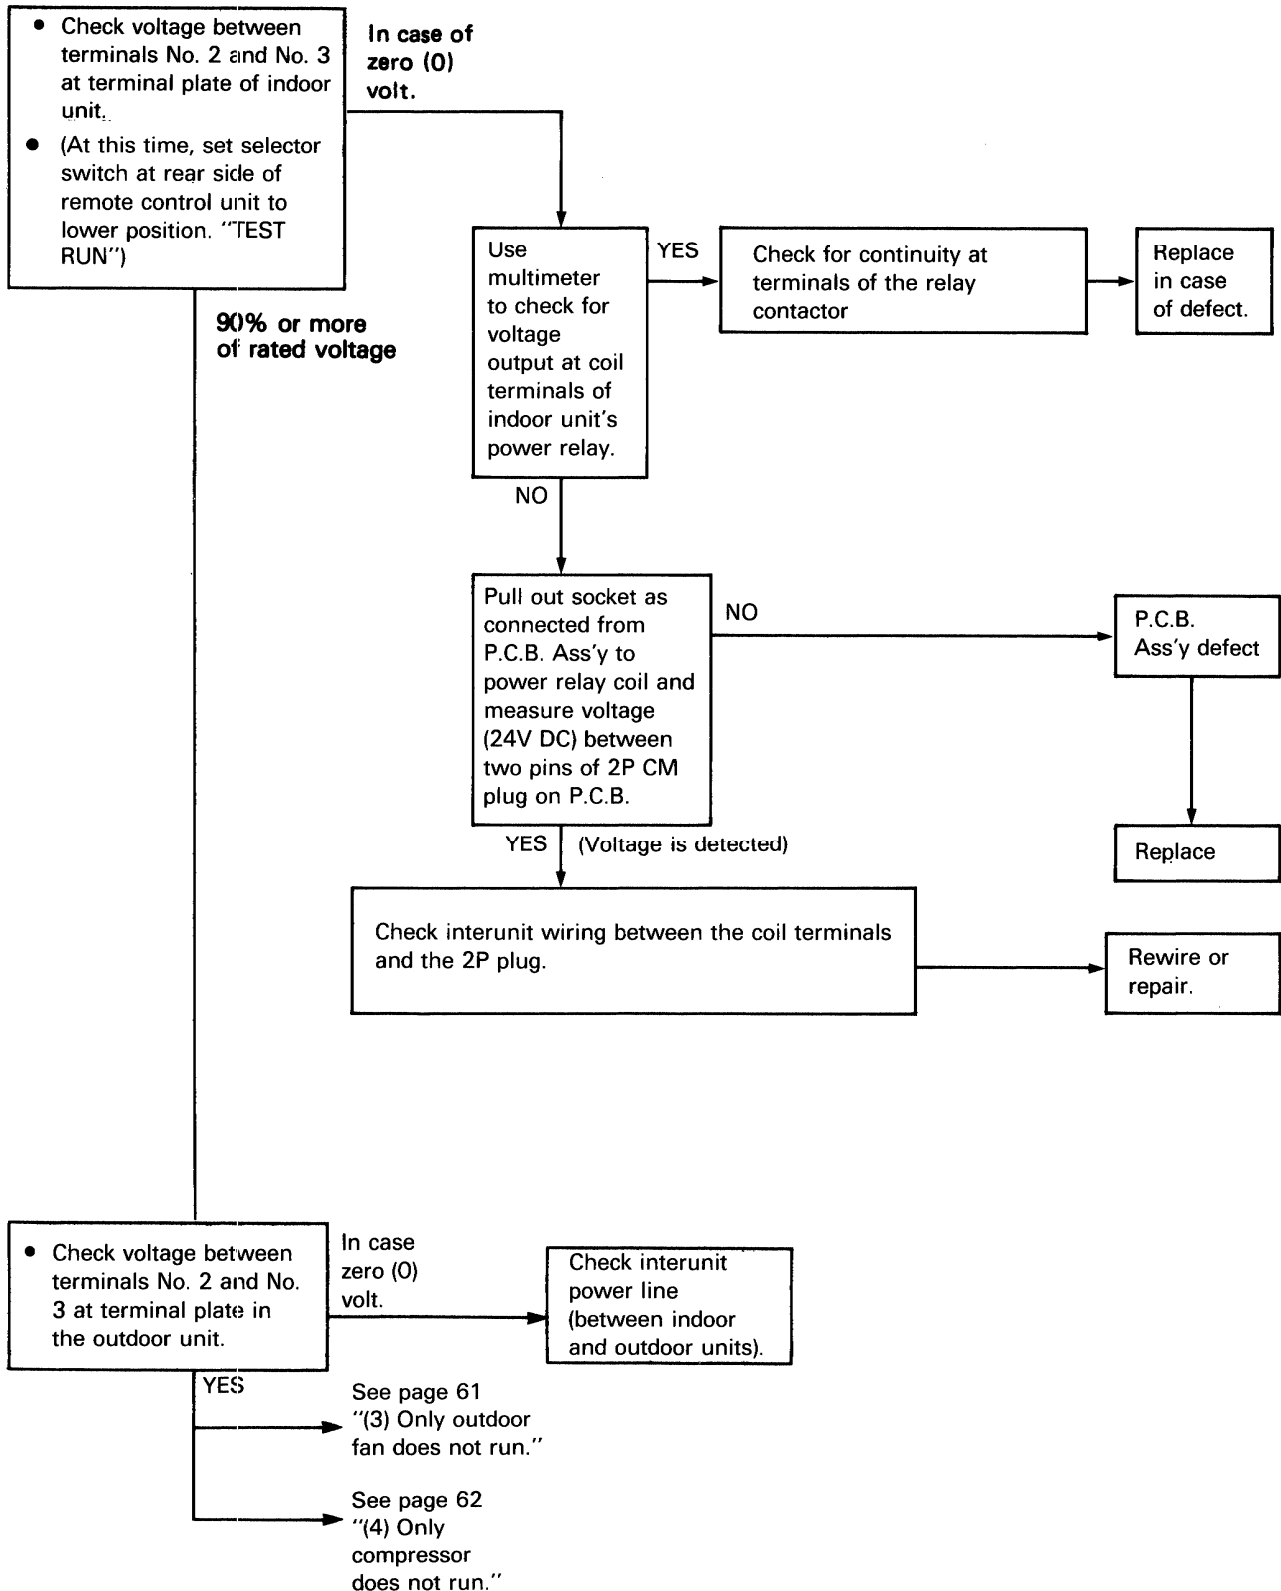 ● Check voltage between
terminals No. 2 and No. 3
at terminal plate of indoor
unit.
● (At this time, set selector
switch at rear side of
remote control unit to
lower position. “TEST
RUN”)
In case of
zero (0)
volt.
90% or more
of rated voltage
Use
multimeter
to check for
voltage
output at coil
terminals of
indoor unit's
power relay.
YES
Check for continuity at
terminals of the relay
contactor
Replace
in case
of defect.
NO
Pull out socket as
connected from
P.C.B. Ass'y to
power relay coil and
measure voltage
(24V DC) between
two pins of 2P CM
plug on P.C.B.
NO
P.C.B.
Ass'y defect
Replace
YES (Voltage is detected)
Check interunit wiring between the coil terminals
and the 2P plug.
Rewire or
repair.
● Check voltage between
terminals No. 2 and No.
3 at terminal plate in
the outdoor unit.
In case
zero (0)
volt.
Check interunit
power line
(between indoor
and outdoor units).
YES
See page 61
“(3) Only outdoor
fan does not run.”
See page 62
“(4) Only
compressor
does not run.”